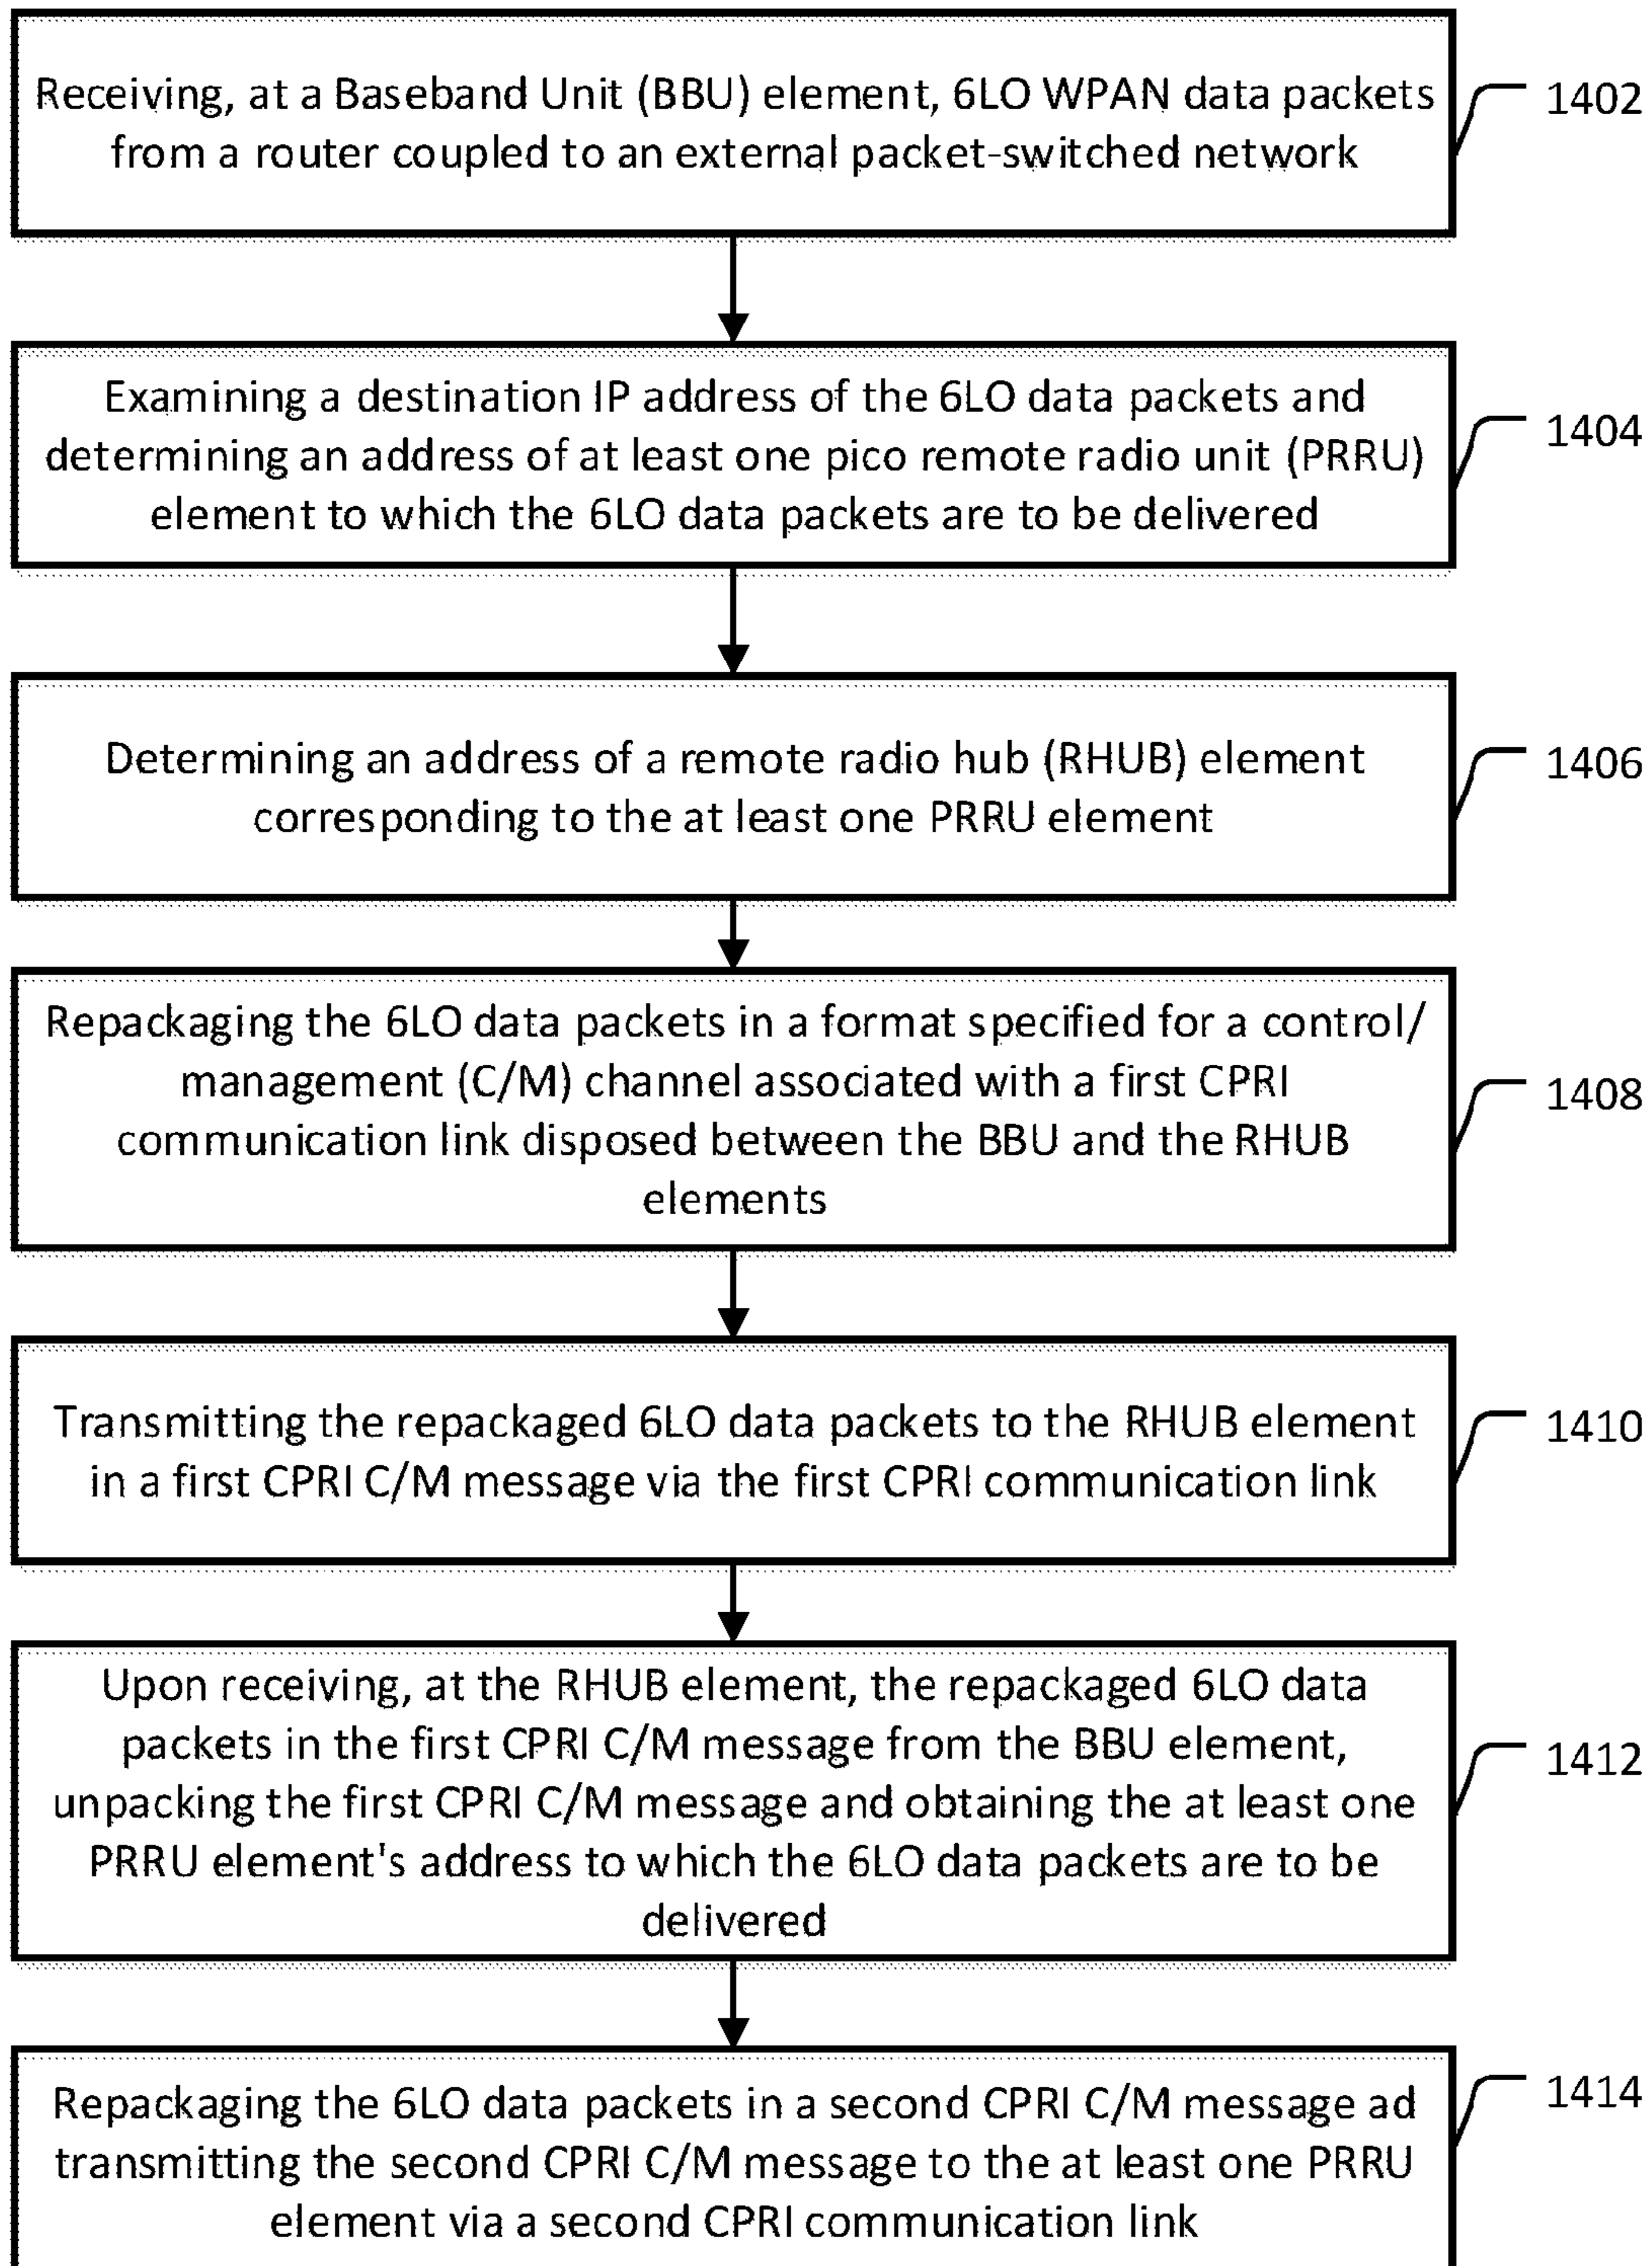 Receiving, at a Baseband Unit (BBU) element, 6LO WPAN data packets
from a router coupled to an external packet-switched network
1402
Examining a destination IP address of the 6LO data packets and
determining an address of at least one pico remote radio unit (PRRU)
element to which the 6LO data packets are to be delivered
1404
Determining an address of a remote radio hub (RHUB) element
corresponding to the at least one PRRU element
1406
Repackaging the 6LO data packets in a format specified for a control/
management (C/M) channel associated with a first CPRI
communication link disposed between the BBU and the RHUB
elements
1408
Transmitting the repackaged 6LO data packets to the RHUB element
in a first CPRI C/M message via the first CPRI communication link
1410
Upon receiving, at the RHUB element, the repackaged 6LO data
packets in the first CPRI C/M message from the BBU element,
unpacking the first CPRI C/M message and obtaining the at least one
PRRU element's address to which the 6LO data packets are to be
delivered
1412
Repackaging the 6LO data packets in a second CPRI C/M message ad
transmitting the second CPRI C/M message to the at least one PRRU
element via a second CPRI communication link
1414